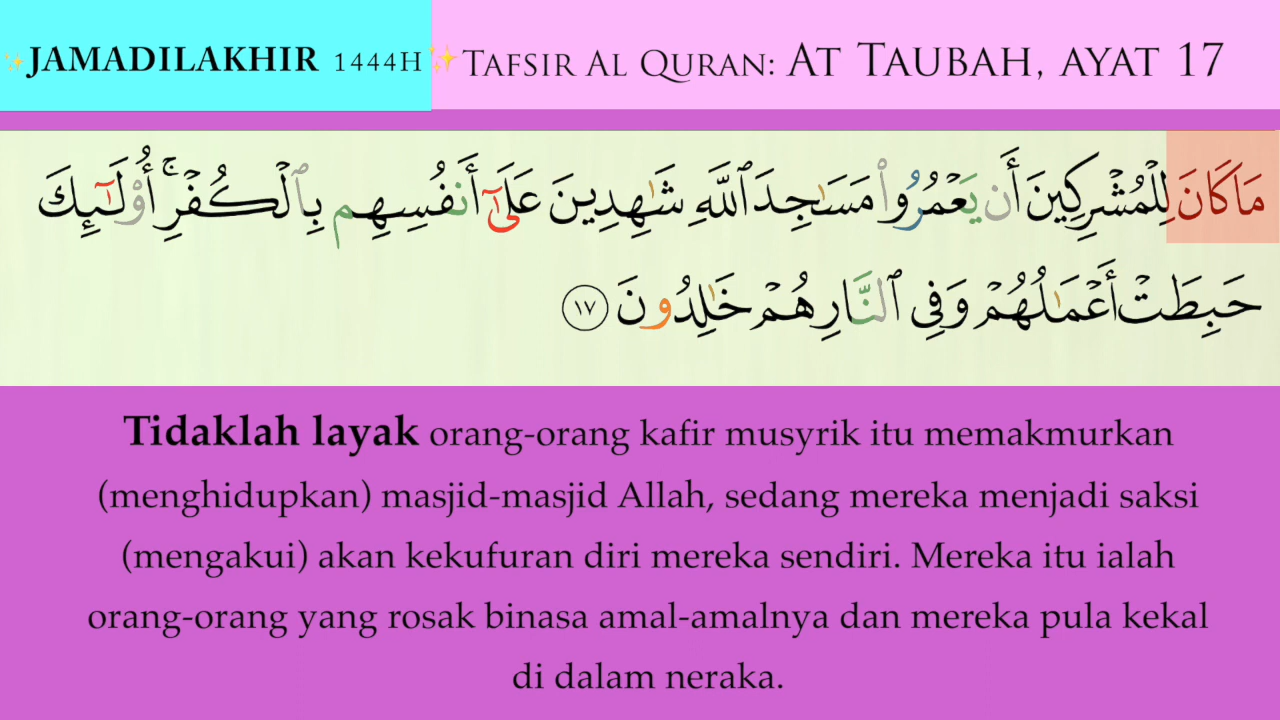 ✨JAMADILAKHIR 1444H✨TAFSIR AL QURAN: AT TAUBAH, AYAT 17
مَا كَانَ لِلْمُشْرِكِينَ أَن يَعْمُرُوا۟ مَسَـٰجِدَ ٱللَّهِ شَـٰهِدِينَ عَلَىٰٓ أَنفُسِهِم بِٱلْكُفْرِ ۚ أُو۟لَـٰٓئِكَ
حَبِطَتْ أَعْمَـٰلُهُمْ وَفِى ٱلنَّارِ هُمْ خَـٰلِدُونَ ١٧
Tidaklah layak orang-orang kafir musyrik itu memakmurkan
(menghidupkan) masjid-masjid Allah, sedang mereka menjadi saksi
(mengakui) akan kekufuran diri mereka sendiri. Mereka itu ialah
orang-orang yang rosak binasa amal-amalnya dan mereka pula kekal
di dalam neraka.